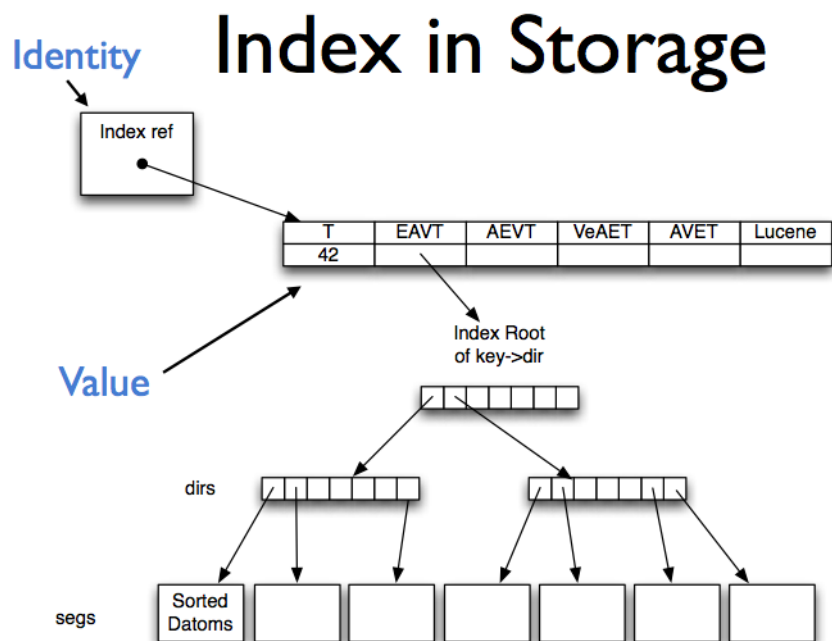 Index in Storage
Identity
Index ref
T EAVT AEVT VeAET AVET Lucene
42
Index Root
of key->dir
Value
dirs
segs
Sorted
Datoms